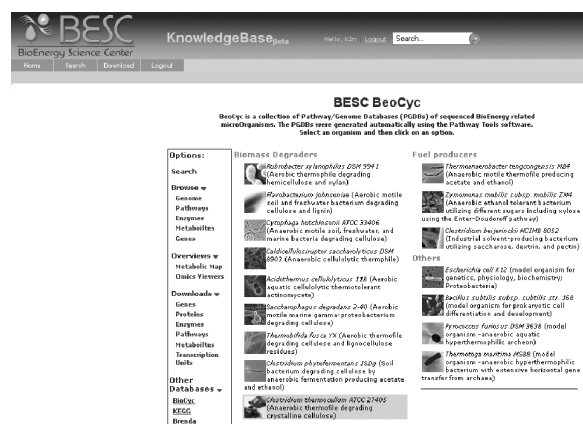 BESC
BioEnergy Science Center
KnowledgeBase beta
Hello, k2m | Logout
Search...
Home Search Download Logout
BESC BeoCyc
BeoCyc is a collection of Pathway/Genome Databases (PGDBs) of sequenced BioEnergy related
microOrganisms. The PGDBs were generated automatically using the Pathway Tools software.
Select an organism and then click on an option.
Options:
Search
Browse
Genome
Pathways
Enzymes
Metabolites
Genes
Overviews
Metabolic Map
Omics Viewers
Downloads
Genes
Proteins
Enzymes
Pathways
Metabolites
Transcription
Units
Other
Databases
BioCyc
KEGG
Brenda
Biomass Degraders
Rubrobacter xylanophilus DSM 9941
(Aerobic thermophile degrading
hemicellulose and xylan)
Flavobacterium johnsoniae (Aerobic motile
soil and freshwater bacterium degrading
cellulose and lignin)
Cytophaga hutchinsonii ATCC 33406
(Anaerobic motile soil, freshwater, and
marine bacteria degrading cellulose)
Caldicellulosiruptor saccharolyticus DSM
8903 (Anaerobic cellulolytic thermphile)
Acidothermus cellulolyticus 11B (Aerobic
aquatic cellulolytic thermotolerant
actinomycete)
Saccharophagus degradans 2-40 (Aerobic
motile marine gamma-proteobacterium
degrading cellulose)
Thermobifida fusca YX (Aerobic thermofile
degrading cellulose and lignocellulose
residues)
Clostridium phytofermentans ISDg (Soil
bacterium degrading cellulose by
anaerobic fermentation producing acetate
and ethanol)
Clostridium thermocellum ATCC 27405
(Anaerobic thermofile degrading
crystalline cellulose)
Fuel producers
Thermoanaerobacter tengcongensis MB4
(Anaerobic motile thermofile producing
acetate and ethanol)
Zymomonas mobilis subsp. mobilis ZM4
(Anaerobic ethanol tolerant bacterium
utilizing different sugars including xylose
using the Enter-Doudoroff pathway)
Clostridium beijerinckii NCIMB 8052
(Industrial solvent-producing bacterium
utilizing saccharose, dextrin, and pectin)
Others
Escherichia coli K12 (model organism for
genetics, physiology, biochemistry;
Proteobacteria)
Bacillus subtilis subsp. subtilis str. 168
(model organism for prokaryotic cell
differentiation and development)
Pyrococcus furiosus DSM 3638 (model
organism -anaerobic aquatic
hyperthermophilic archeon)
Thermotoga maritima MSB8 (model
organism -anaerobic hyperthermophilic
bacterium with extensive horizontal gene
transfer from archaea)